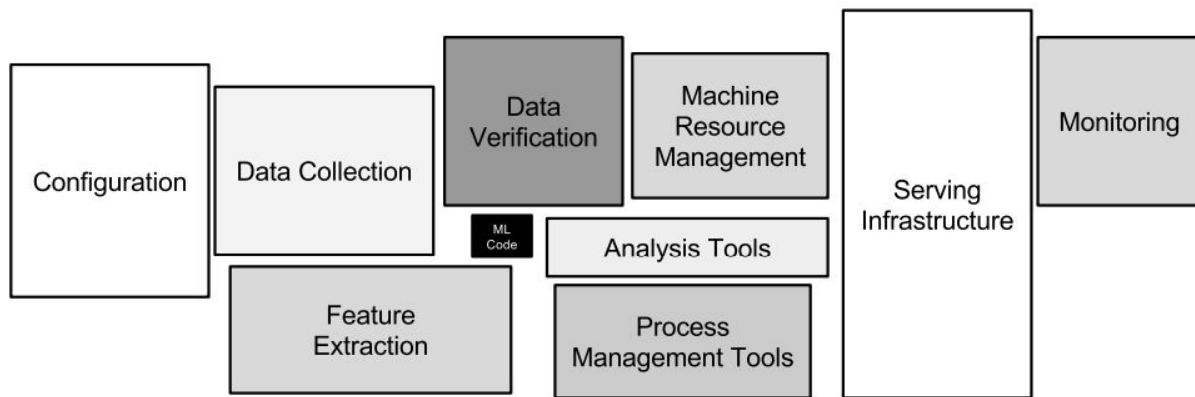 Configuration
Data Collection
Feature
Extraction
Data
Verification
ML
Code
Machine
Resource
Management
Analysis Tools
Process
Management Tools
Serving
Infrastructure
Monitoring